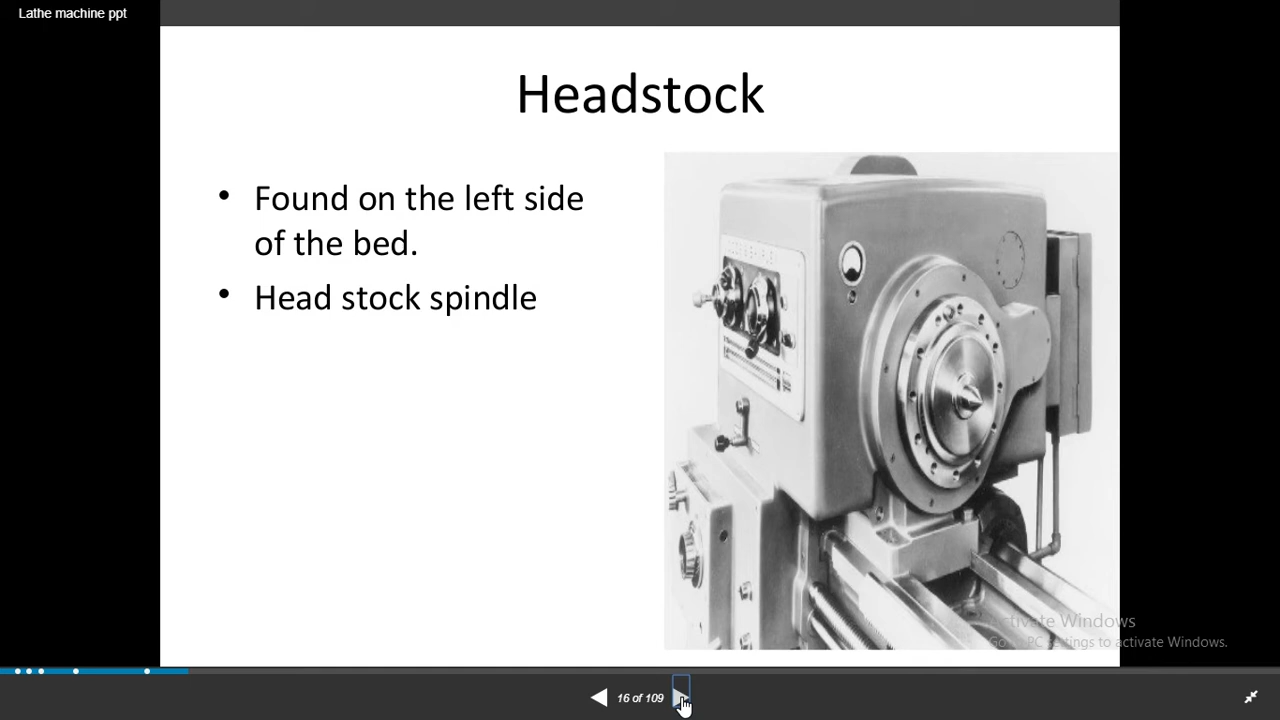 Lathe machine ppt
Headstock
• Found on the left side
of the bed.
• Head stock spindle
Activate Windows
Go to PC settings to activate Windows.
16 of 109